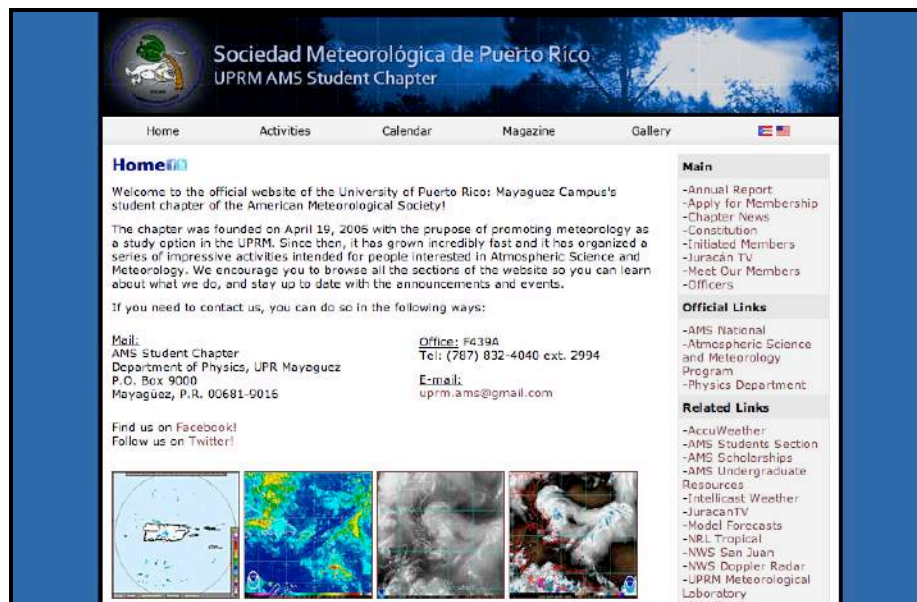 Sociedad Meteorológica de Puerto Rico
UPRM AMS Student Chapter
Home Activities Calendar Magazine Gallery
Home
Welcome to the official website of the University of Puerto Rico: Mayaguez Campus's
student chapter of the American Meteorological Society!
The chapter was founded on April 19, 2006 with the prupose of promoting meteorology as
a study option in the UPRM. Since then, it has grown incredibly fast and it has organized a
series of impressive activities intended for people interested in Atmospheric Science and
Meteorology. We encourage you to browse all the sections of the website so you can learn
about what we do, and stay up to date with the announcements and events.
If you need to contact us, you can do so in the following ways:
Mail:
AMS Student Chapter
Department of Physics, UPR Mayaguez
P.O. Box 9000
Mayagüez, P.R. 00681-9016
Office: F439A
Tel: (787) 832-4040 ext. 2994
E-mail:
uprm.ams@gmail.com
Find us on Facebook!
Follow us on Twitter!
Main
-Annual Report
-Apply for Membership
-Chapter News
-Constitution
-Initiated Members
-Juracán TV
-Meet Our Members
-Officers
Official Links
-AMS National
-Atmospheric Science
and Meteorology
Program
-Physics Department
Related Links
-AccuWeather
-AMS Students Section
-AMS Scholarships
-AMS Undergraduate
Resources
-Intellicast Weather
-JuracanTV
-Model Forecasts
-NRL Tropical
-NWS San Juan
-NWS Doppler Radar
-UPRM Meteorological
Laboratory